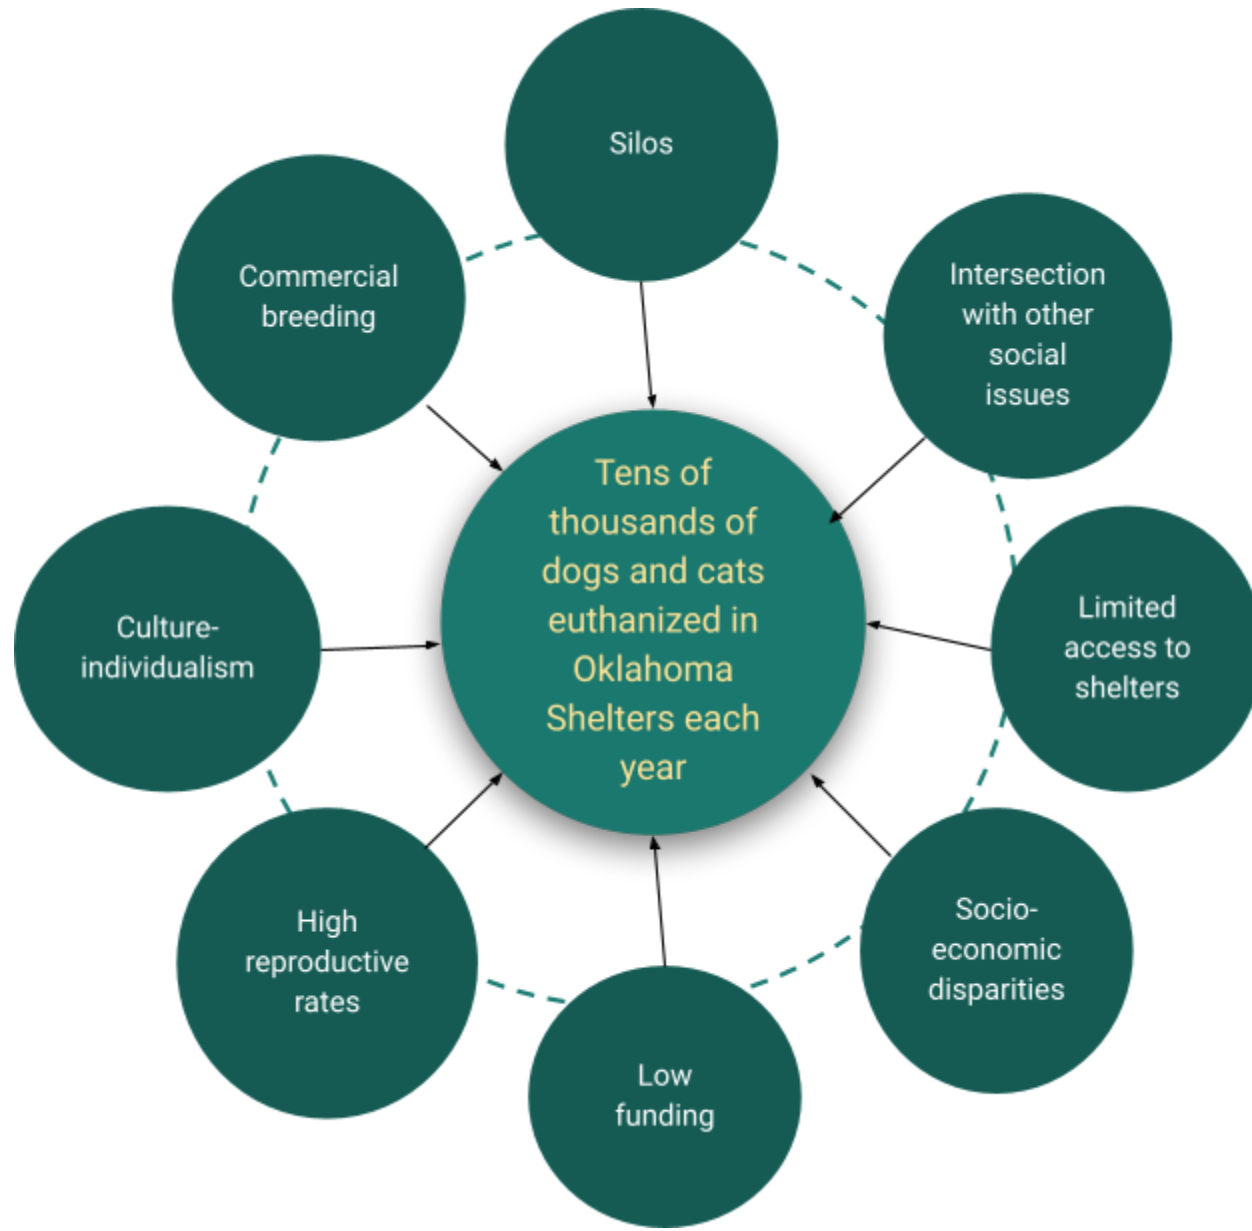 Silos
Commercial
breeding
Intersection
with other
social
issues
Tens of
thousands of
dogs and cats
euthanized in
Oklahoma
Shelters each
year
Culture-
individualism
Limited
access to
shelters
High
reproductive
rates
Socio-
economic
disparities
Low
funding